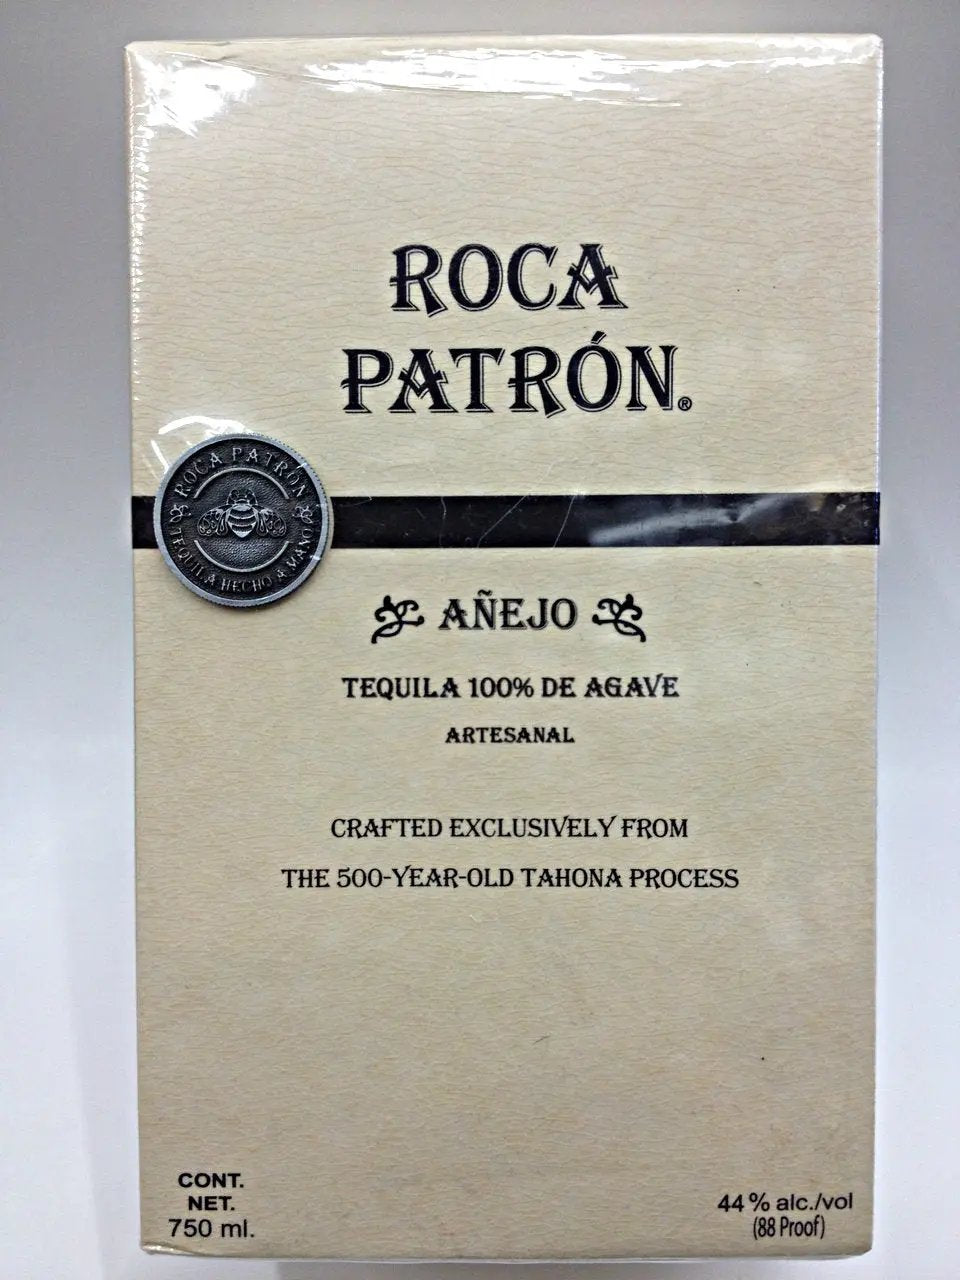 ROCA
PATRÓN®
ROCA PATRÓN
TEQUILA HECHO A MANO
AÑEJO
TEQUILA 100% DE AGAVE
ARTESANAL
CRAFTED EXCLUSIVELY FROM
THE 500-YEAR-OLD TAHONA PROCESS
CONT.
NET.
750 ml.
44% alc./vol
(88 Proof)